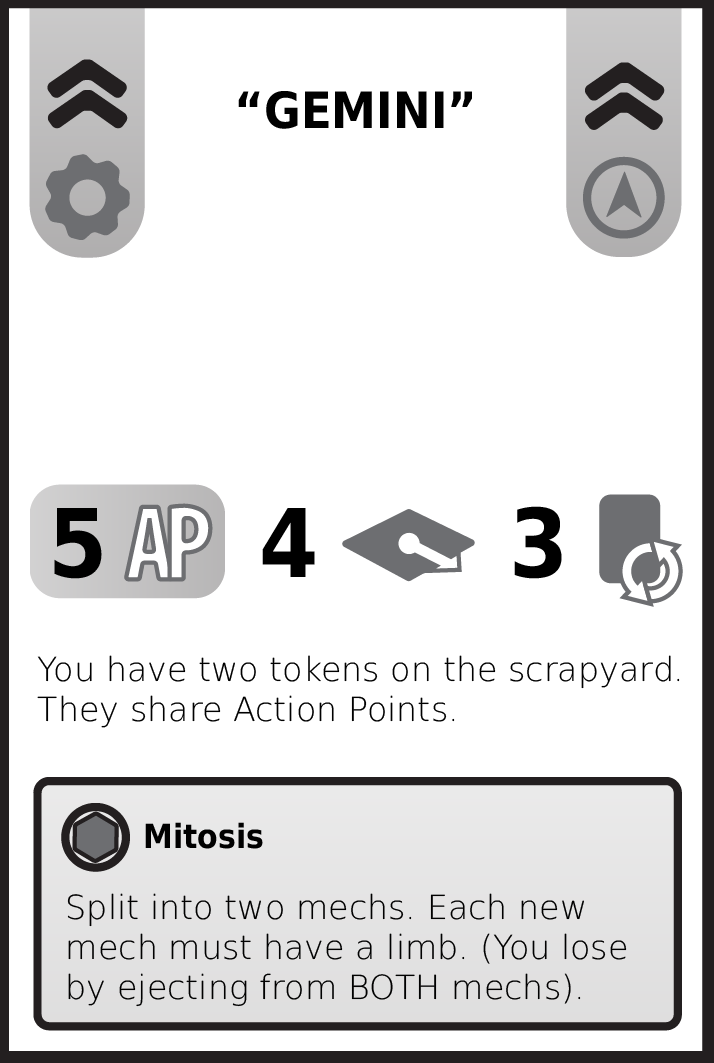 “GEMINI”
5 AP 4 3
You have two tokens on the scrapyard.
They share Action Points.
Mitosis
Split into two mechs. Each new
mech must have a limb. (You lose
by ejecting from BOTH mechs).